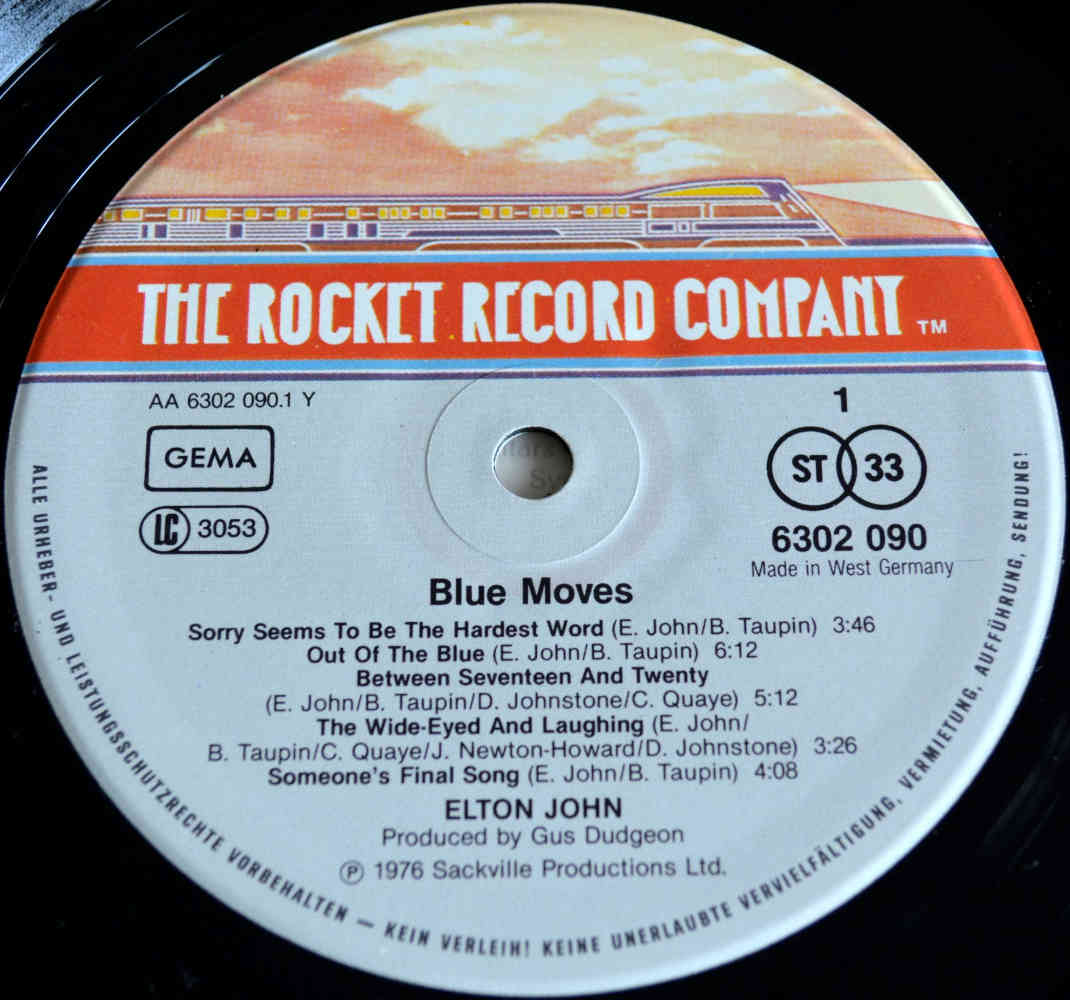 THE ROCKET RECORD COMPANY TM
AA 6302 090.1 Y
GEMA
LC 3053
1
ST 33
6302 090
Made in West Germany
Blue Moves
Sorry Seems To Be The Hardest Word (E. John/B. Taupin) 3:46
Out Of The Blue (E. John/B. Taupin) 6:12
Between Seventeen And Twenty
(E. John/B. Taupin/D. Johnstone/C. Quaye) 5:12
The Wide-Eyed And Laughing (E. John/
B. Taupin/C. Quaye/J. Newton-Howard/D. Johnstone) 3:26
Someone's Final Song (E. John/B. Taupin) 4:08
ELTON JOHN
Produced by Gus Dudgeon
Ⓟ 1976 Sackville Productions Ltd.
ALLE URHEBER- UND LEISTUNGSSCHUTZRECHTE VORBEHALTEN — KEIN VERLEIH! KEINE UNERLAUBTE VERVIELFÄLTIGUNG, VERMIETUNG, AUFFÜHRUNG, SENDUNG!